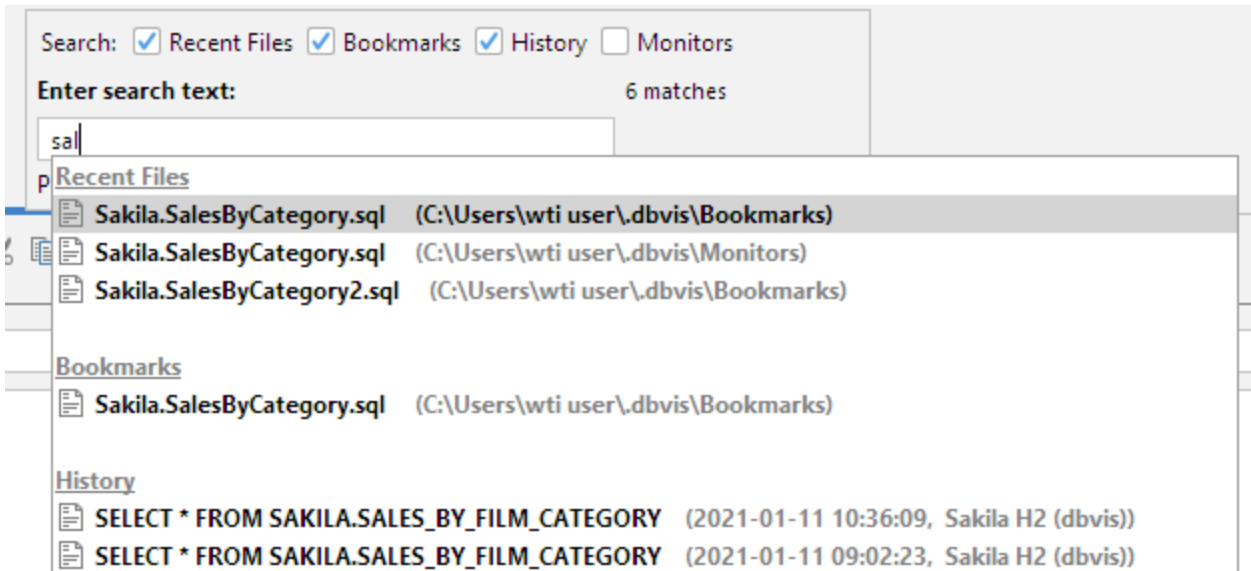 Search: Recent Files Bookmarks History Monitors
Enter search text: 6 matches
sal
Recent Files
Sakila.SalesByCategory.sql (C:\Users\wti user\.dbvis\Bookmarks)
Sakila.SalesByCategory.sql (C:\Users\wti user\.dbvis\Monitors)
Sakila.SalesByCategory2.sql (C:\Users\wti user\.dbvis\Bookmarks)
Bookmarks
Sakila.SalesByCategory.sql (C:\Users\wti user\.dbvis\Bookmarks)
History
SELECT * FROM SAKILA.SALES_BY_FILM_CATEGORY (2021-01-11 10:36:09, Sakila H2 (dbvis))
SELECT * FROM SAKILA.SALES_BY_FILM_CATEGORY (2021-01-11 09:02:23, Sakila H2 (dbvis))